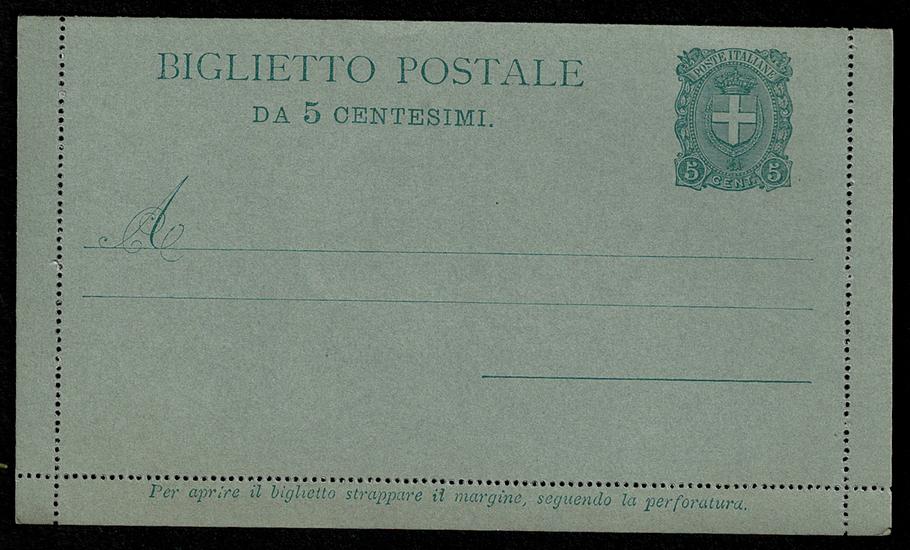 BIGLIETTO POSTALE
DA 5 CENTESIMI.
POSTE ITALIANE
5 CENT. 5
A
Per aprire il biglietto strappare il margine, seguendo la perforatura.